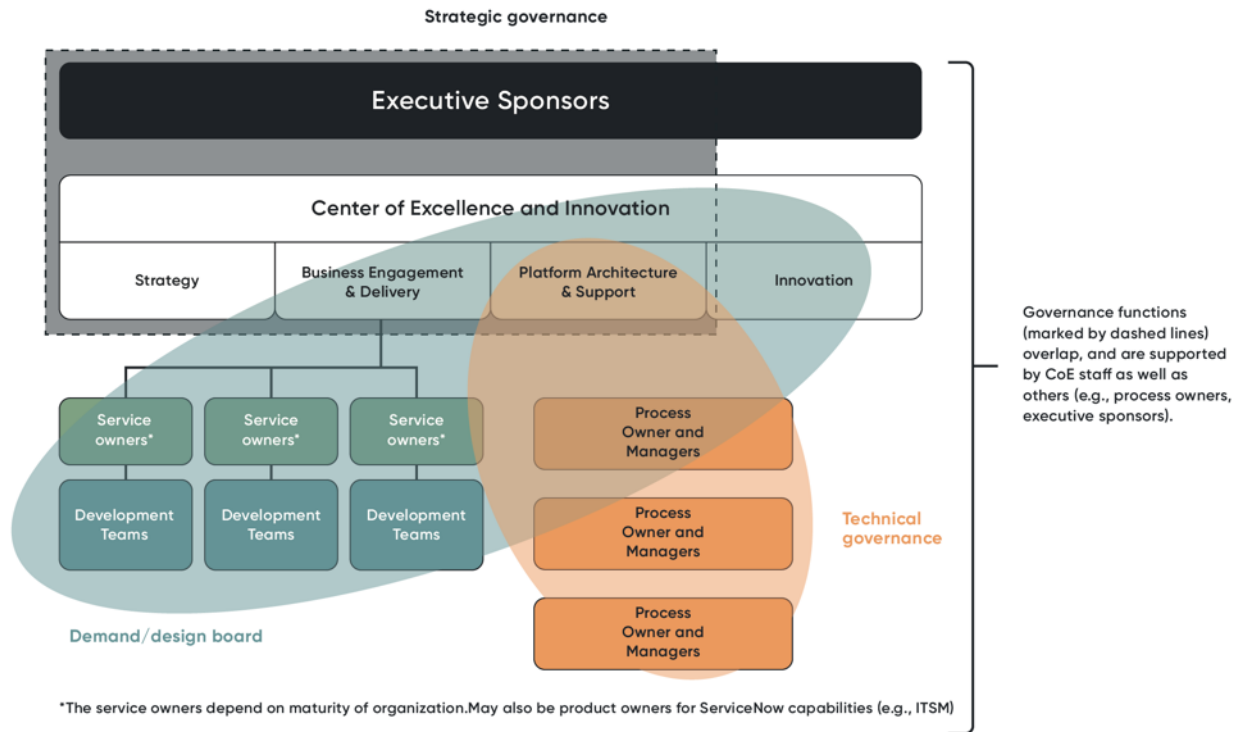 Strategic governance
Executive Sponsors
Center of Excellence and Innovation
Strategy
Business Engagement
& Delivery
Platform Architecture
& Support
Innovation
Governance functions
(marked by dashed lines)
overlap, and are supported
by CoE staff as well as
others (e.g., process owners,
executive sponsors).
Service
owners*
Service
owners*
Service
owners*
Process
Owner and
Managers
Development
Teams
Development
Teams
Development
Teams
Process
Owner and
Managers
Technical
governance
Process
Owner and
Managers
Demand/design board
*The service owners depend on maturity of organization.May also be product owners for ServiceNow capabilities (e.g., ITSM)